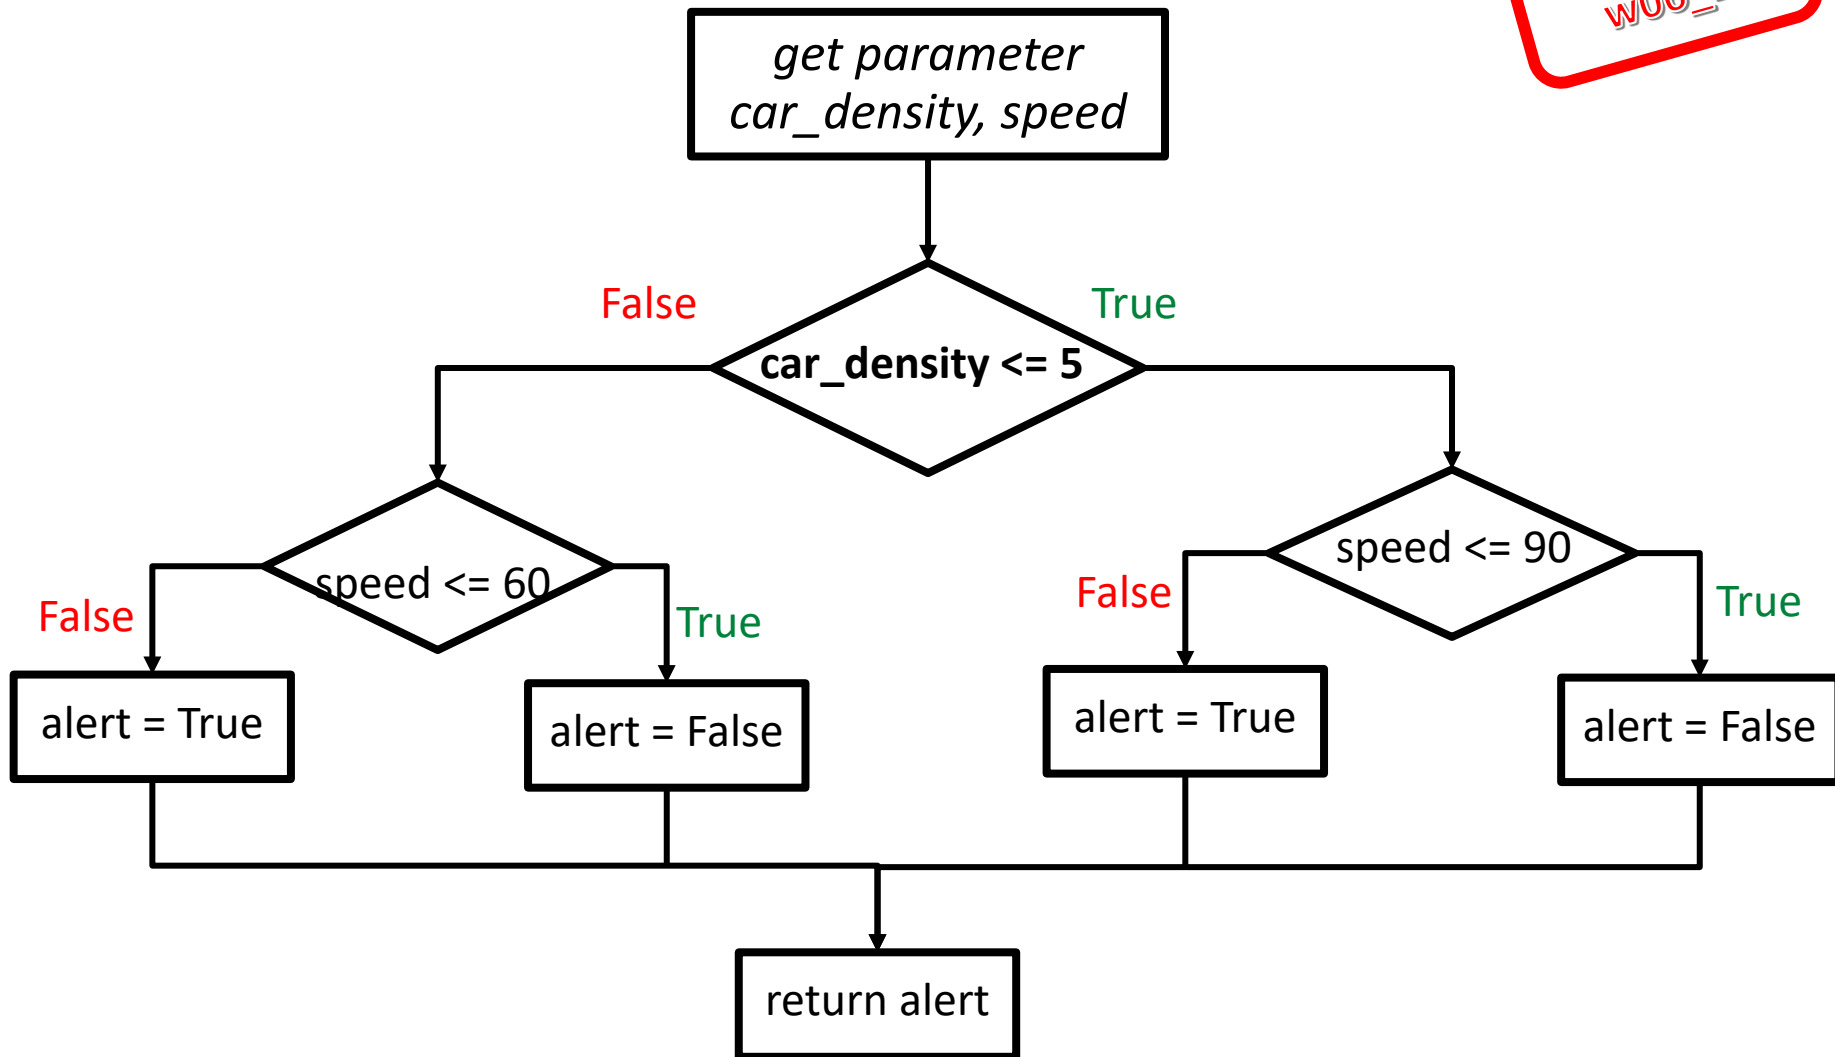 get parameter
car_density, speed
False
True
car_density <= 5
speed <= 60
speed <= 90
False
True
False
True
alert = True
alert = False
alert = True
alert = False
return alert